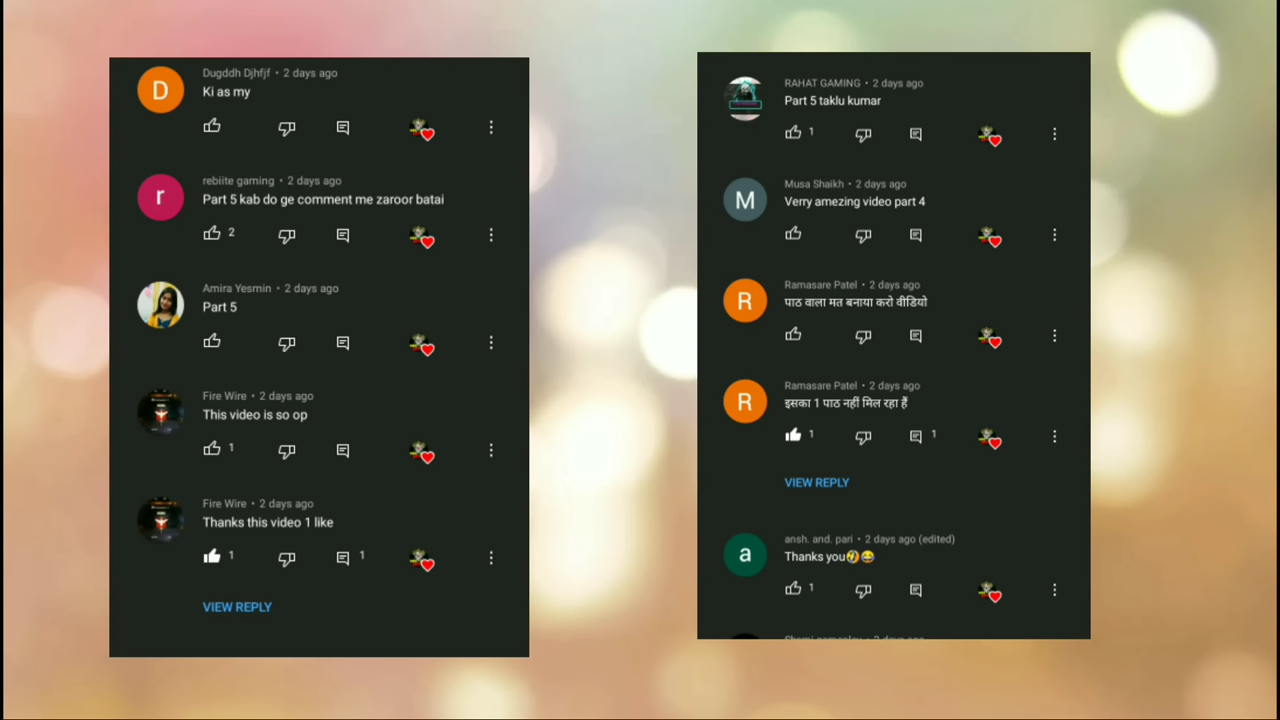 Dugddh Djhfjf • 2 days ago
Ki as my
rebiite gaming • 2 days ago
Part 5 kab do ge comment me zaroor batai
2
Amira Yesmin • 2 days ago
Part 5
Fire Wire • 2 days ago
This video is so op
1
Fire Wire • 2 days ago
Thanks this video 1 like
1 1
VIEW REPLY
RAHAT GAMING • 2 days ago
Part 5 taklu kumar
1
Musa Shaikh • 2 days ago
Verry amezing video part 4
Ramasare Patel • 2 days ago
पाठ वाला मत बनाया करो वीडियो
Ramasare Patel • 2 days ago
इसका 1 पाठ नहीं मिल रहा हैं
1 1
VIEW REPLY
ansh. and. pari • 2 days ago (edited)
Thanks you🤣😂
1